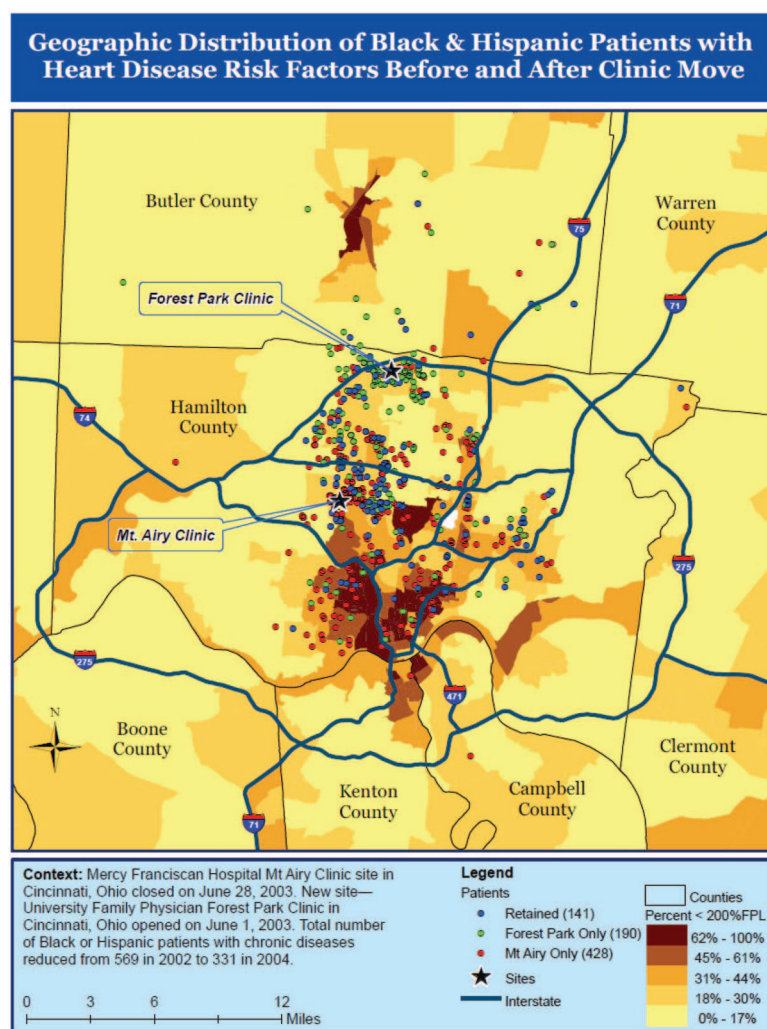 Geographic Distribution of Black & Hispanic Patients with
Heart Disease Risk Factors Before and After Clinic Move
Butler County
Warren
County
75
71
Forest Park Clinic
74
Hamilton
County
Mt. Airy Clinic
275
275
471
N
Boone
County
Clermont
County
Kenton
County
Campbell
County
71
Context: Mercy Franciscan Hospital Mt Airy Clinic site in
Cincinnati, Ohio closed on June 28, 2003. New site—
University Family Physician Forest Park Clinic in
Cincinnati, Ohio opened on June 1, 2003. Total number
of Black or Hispanic patients with chronic diseases
reduced from 569 in 2002 to 331 in 2004.
0 3 6 12
Miles
Legend
Patients
Retained (141)
Forest Park Only (190)
Mt Airy Only (428)
Sites
Interstate
Counties
Percent < 200%FPL
62% - 100%
45% - 61%
31% - 44%
18% - 30%
0% - 17%